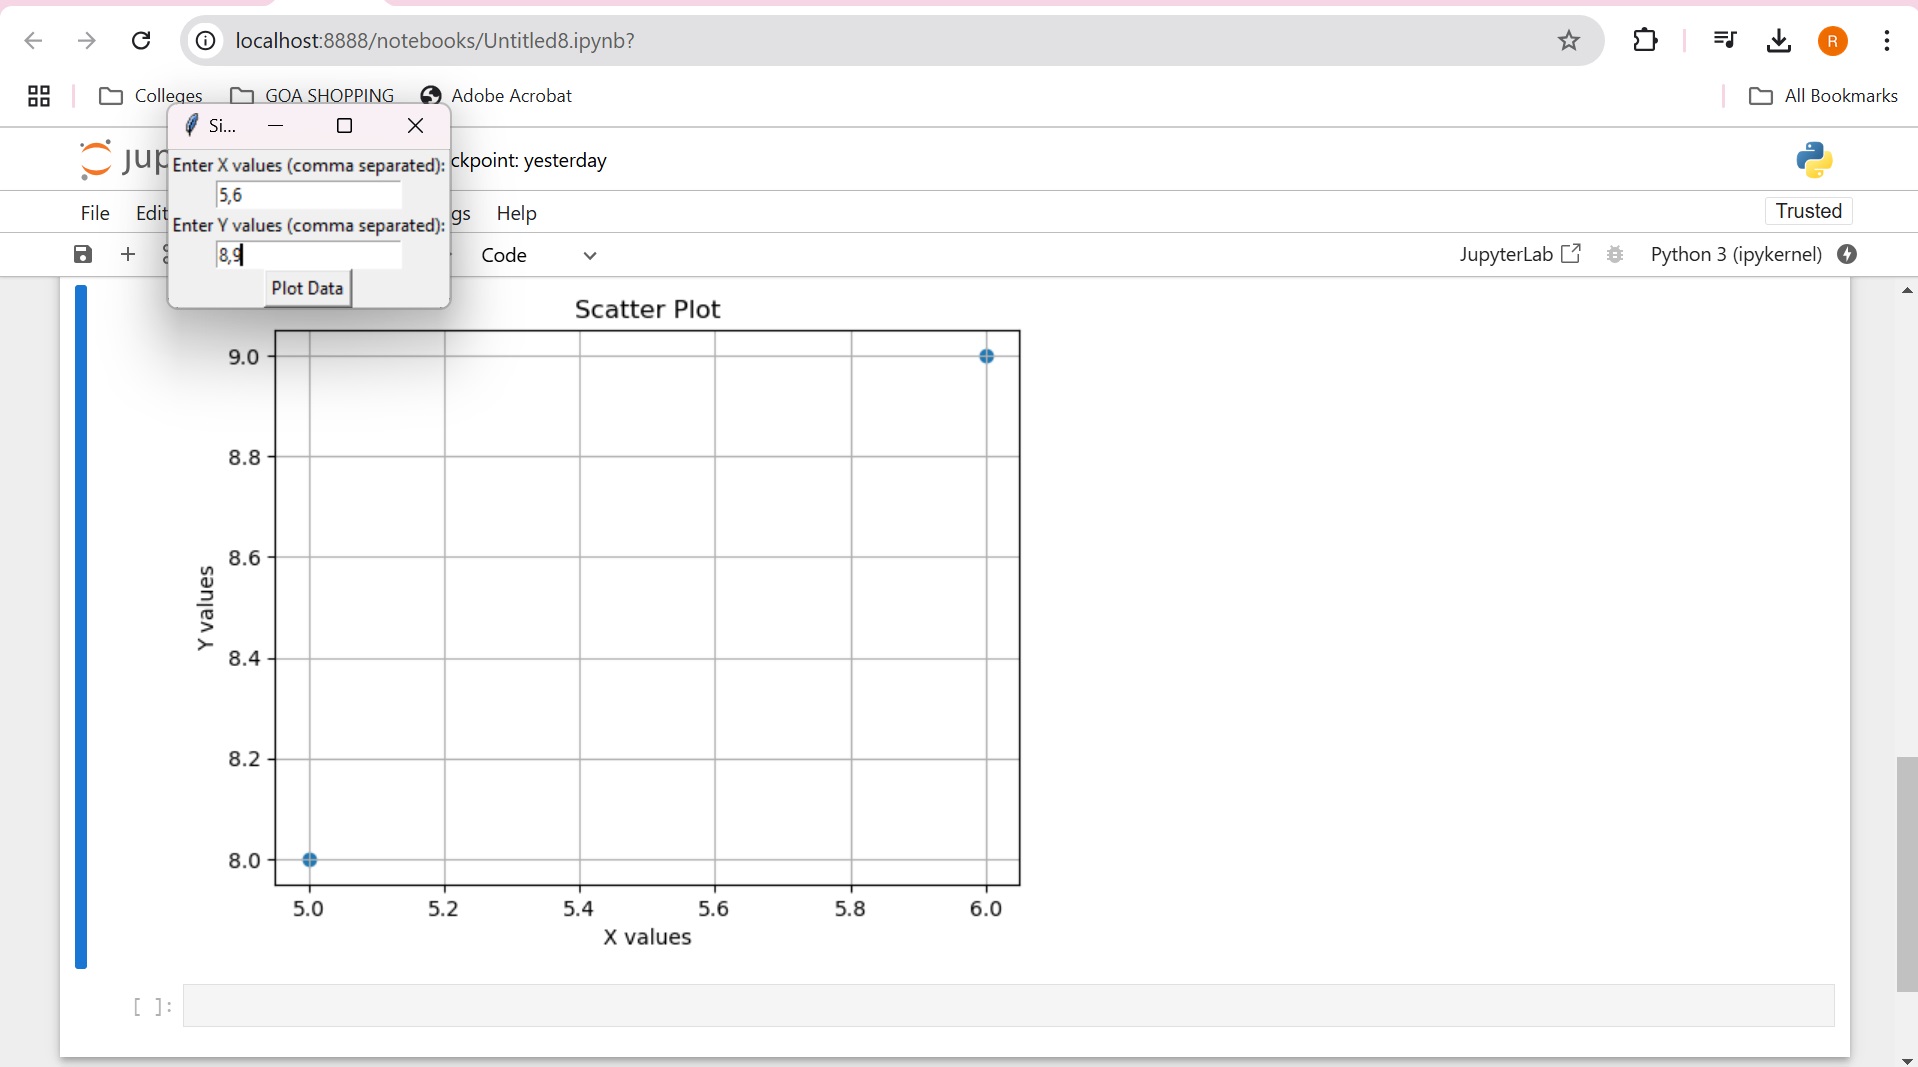 localhost:8888/notebooks/Untitled8.ipynb?
R
Colleges GOA SHOPPING Adobe Acrobat All Bookmarks
Si...
Enter X values (comma separated):
5,6
Enter Y values (comma separated):
8,9
Plot Data
yesterday
File Edit Help Trusted
Code JupyterLab Python 3 (ipykernel)
Scatter Plot
9.0
8.8
8.6
8.4
8.2
8.0
Y values
5.0 5.2 5.4 5.6 5.8 6.0
X values
[ ]: